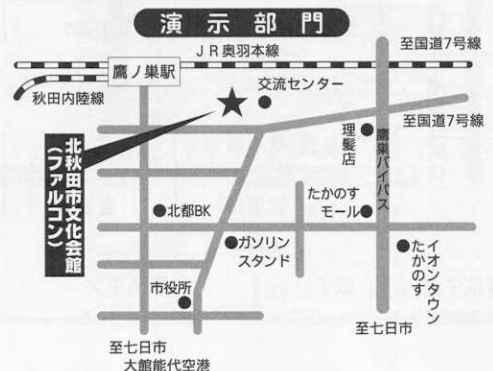 演示部門
JR奥羽本線
至国道7号線
鷹ノ巣駅
交流センター
秋田内陸線
至国道7号線
理髪店
鷹巣バイパス
北秋田市文化会館
(ファルコン)
たかのす
モール
北都BK
ガソリン
スタンド
イオンタウン
たかのす
市役所
至七日市
大館能代空港
至七日市